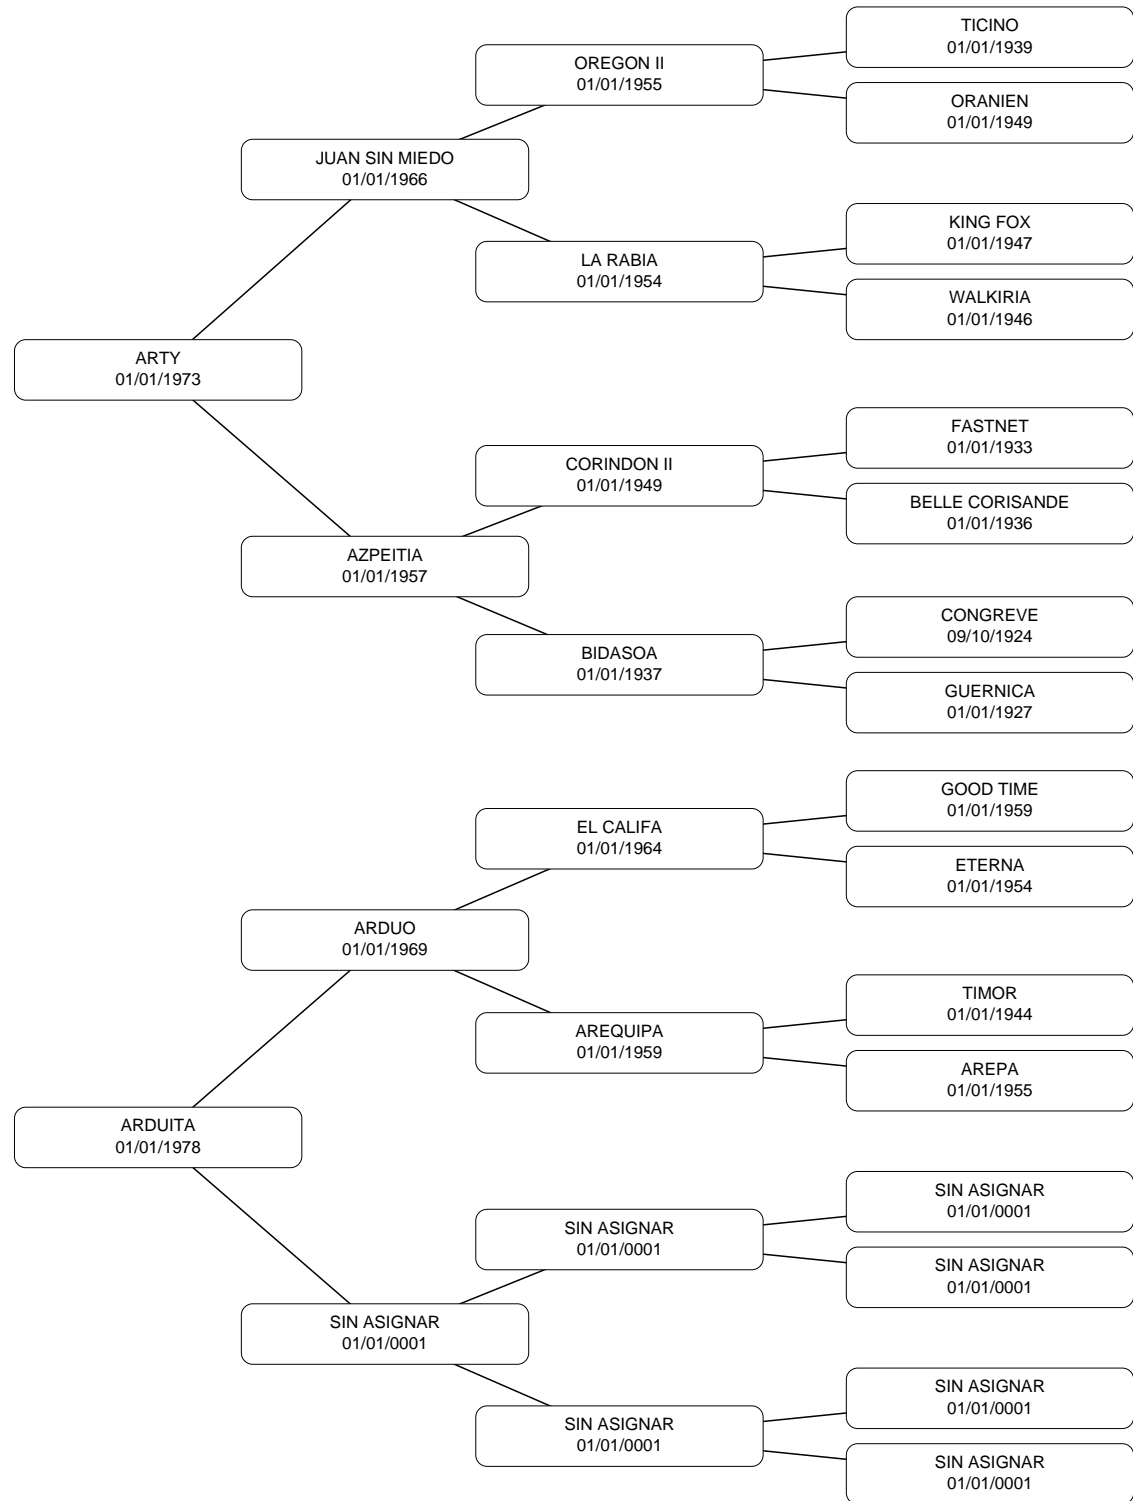 TICINO
01/01/1939
OREGON II
01/01/1955
ORANIEN
01/01/1949
JUAN SIN MIEDO
01/01/1966
KING FOX
01/01/1947
LA RABIA
01/01/1954
WALKIRIA
01/01/1946
ARTY
01/01/1973
FASTNET
01/01/1933
CORINDON II
01/01/1949
BELLE CORISANDE
01/01/1936
AZPEITIA
01/01/1957
CONGREVE
09/10/1924
BIDASOA
01/01/1937
GUERNICA
01/01/1927
GOOD TIME
01/01/1959
EL CALIFA
01/01/1964
ETERNA
01/01/1954
ARDUO
01/01/1969
TIMOR
01/01/1944
AREQUIPA
01/01/1959
AREPA
01/01/1955
ARDUITA
01/01/1978
SIN ASIGNAR
01/01/0001
SIN ASIGNAR
01/01/0001
SIN ASIGNAR
01/01/0001
SIN ASIGNAR
01/01/0001
SIN ASIGNAR
01/01/0001
SIN ASIGNAR
01/01/0001
SIN ASIGNAR
01/01/0001